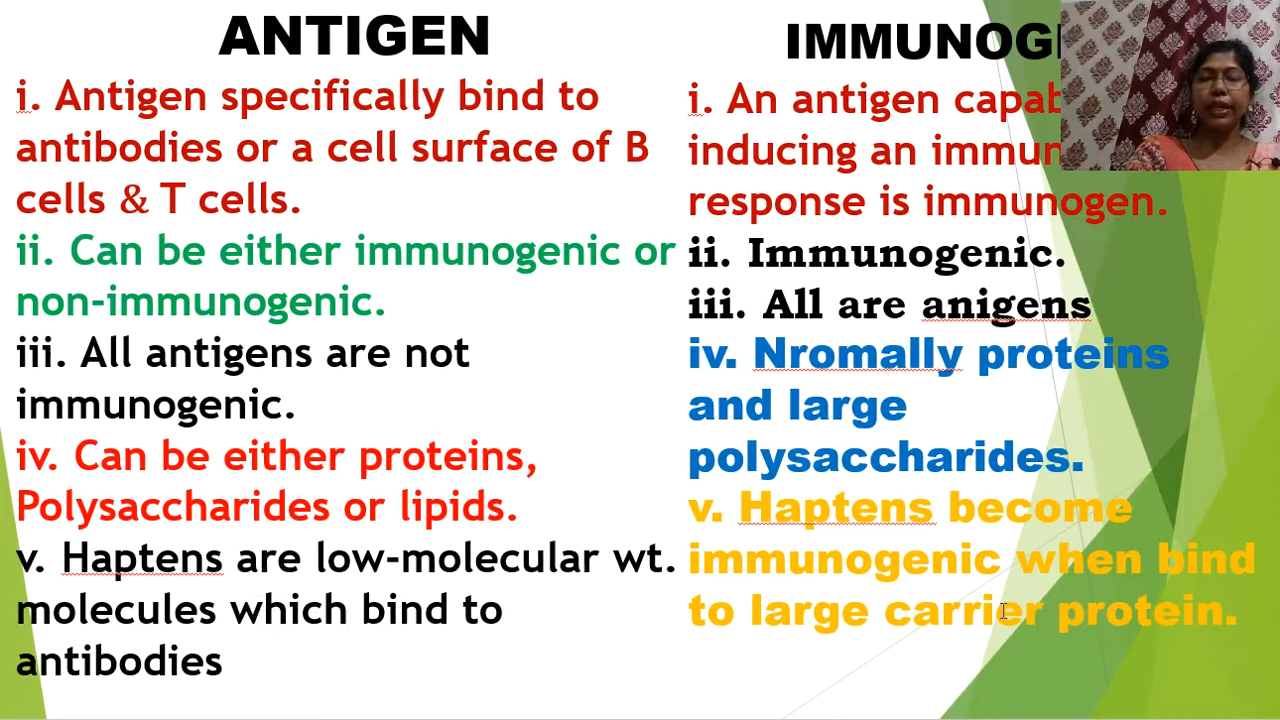 ANTIGEN
i. Antigen specifically bind to
antibodies or a cell surface of B
cells & T cells.
ii. Can be either immunogenic or
non-immunogenic.
iii. All antigens are not
immunogenic.
iv. Can be either proteins,
Polysaccharides or lipids.
v. Haptens are low-molecular wt.
molecules which bind to
antibodies
i. An antigen
inducing an
response is immunogen.
ii. Immunogenic.
iii. All are anigens
iv. Nromally proteins
and large
polysaccharides.
v. Haptens become
immunogenic when bind
to large carrier protein.